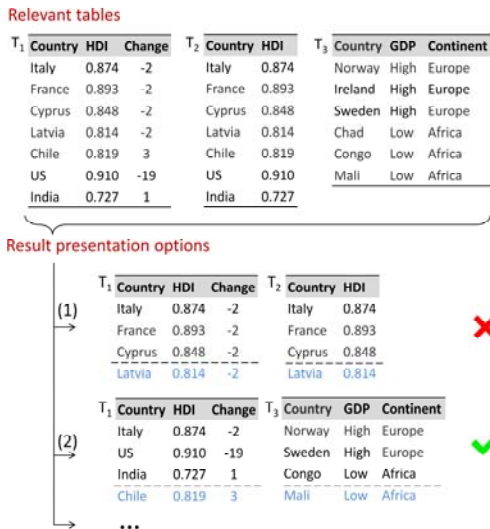 Relevant tables
T1 Country HDI Change T2 Country HDI T3 Country GDP Continent
Italy 0.874 -2 Italy 0.874 Norway High Europe
France 0.893 -2 France 0.893 Ireland High Europe
Cyprus 0.848 -2 Cyprus 0.848 Sweden High Europe
Latvia 0.814 -2 Latvia 0.814 Chad Low Africa
Chile 0.819 3 Chile 0.819 Congo Low Africa
US 0.910 -19 US 0.910 Mali Low Africa
India 0.727 1 India 0.727
Result presentation options
(1) T1 Country HDI Change T2 Country HDI
Italy 0.874 -2 Italy 0.874
France 0.893 -2 France 0.893
Cyprus 0.848 -2 Cyprus 0.848
Latvia 0.814 -2 Latvia 0.814
(2) T1 Country HDI Change T3 Country GDP Continent
Italy 0.874 -2 Norway High Europe
US 0.910 -19 Sweden High Europe
India 0.727 1 Congo Low Africa
Chile 0.819 3 Mali Low Africa
...